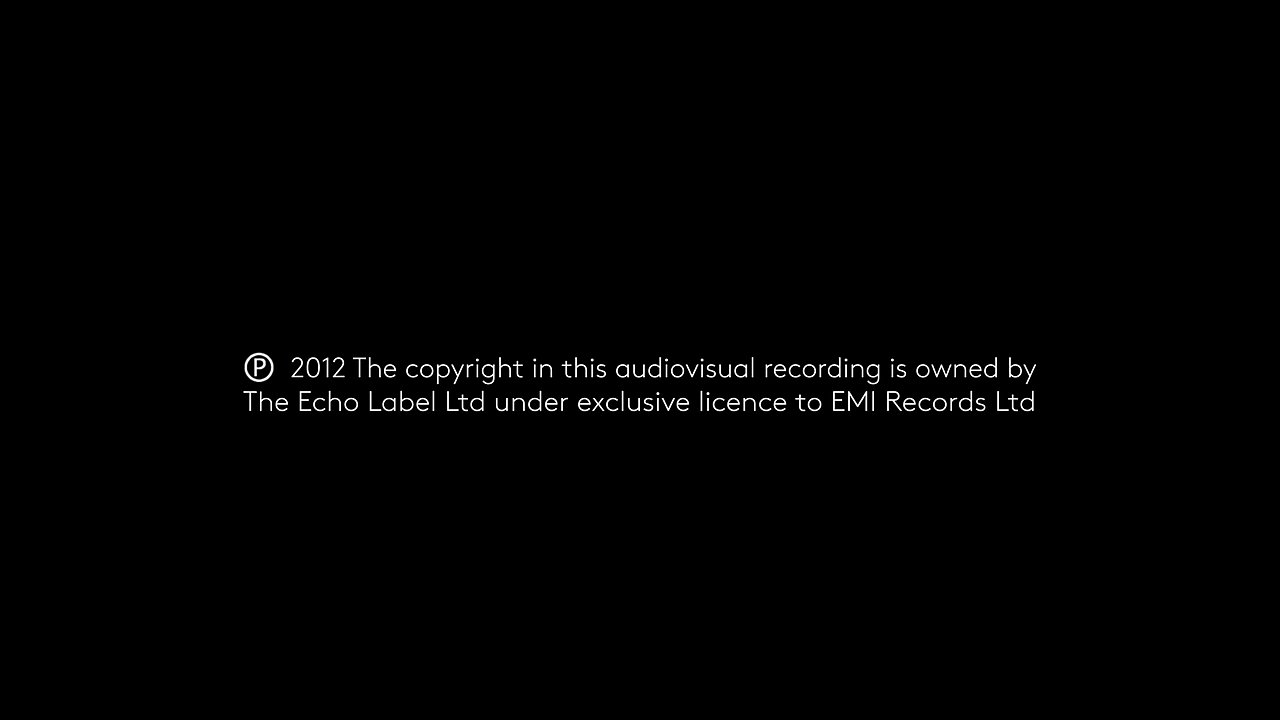 ℗ 2012 The copyright in this audiovisual recording is owned by
The Echo Label Ltd under exclusive licence to EMI Records Ltd